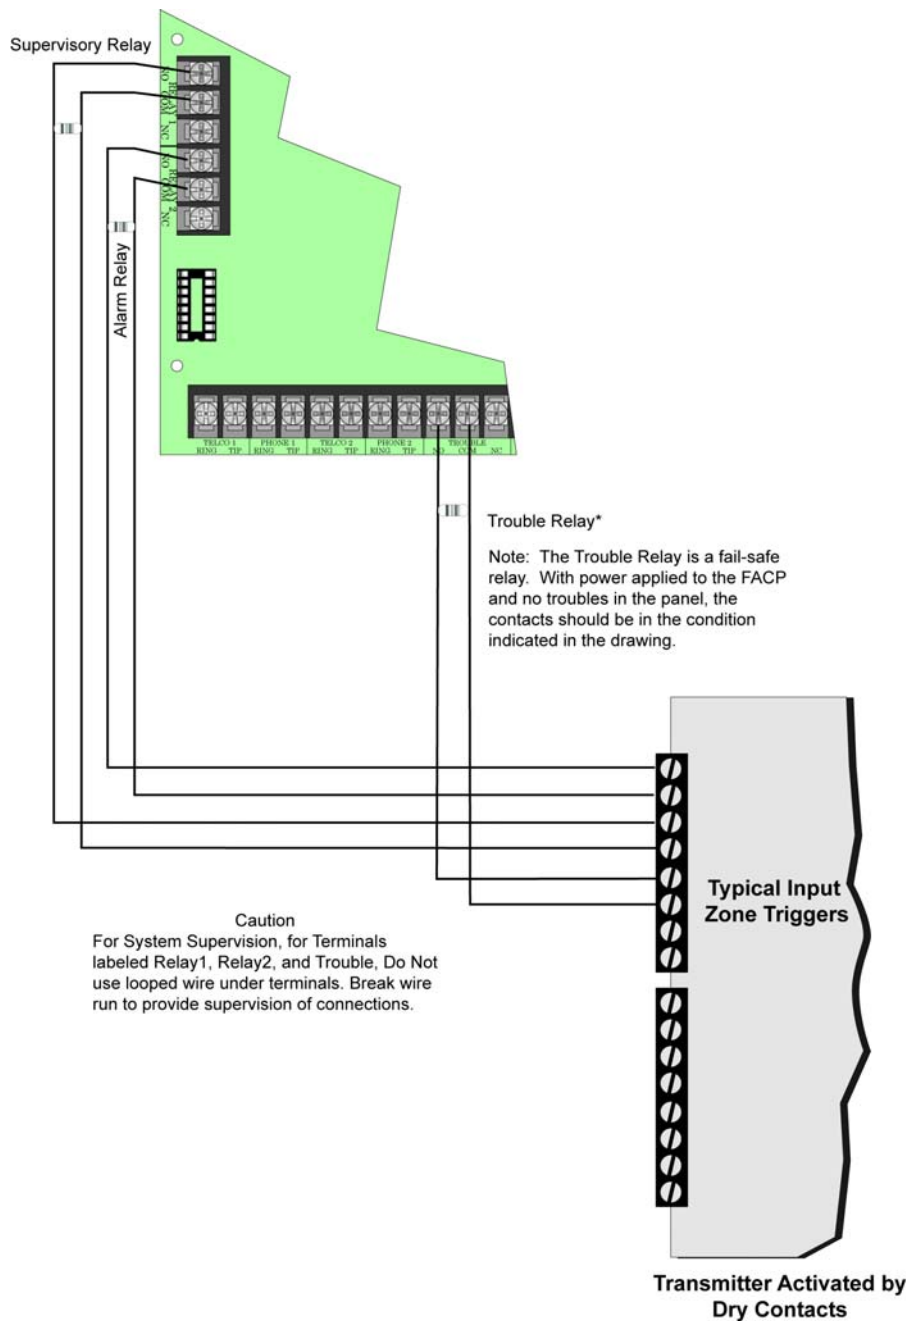 Supervisory Relay
NO COM NC
RELAY 1
NO COM NC
RELAY 2
Alarm Relay
TELCO 1 PHONE 1 TELCO 2 PHONE 2 TROUBLE
RING TIP RING TIP RING TIP RING TIP NO COM NC
Trouble Relay*
Note: The Trouble Relay is a fail-safe
relay. With power applied to the FACP
and no troubles in the panel, the
contacts should be in the condition
indicated in the drawing.
Typical Input
Zone Triggers
Caution
For System Supervision, for Terminals
labeled Relay1, Relay2, and Trouble, Do Not
use looped wire under terminals. Break wire
run to provide supervision of connections.
Transmitter Activated by
Dry Contacts